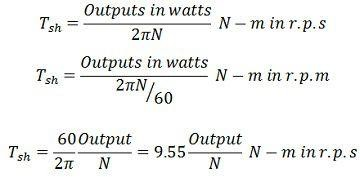 T_sh = Outputs in watts / 2πN N − m in r.p.s
T_sh = Outputs in watts / 2πN/60 N − m in r.p.m
T_sh = 60/2π Output/N = 9.55 Output/N N − m in r.p.s